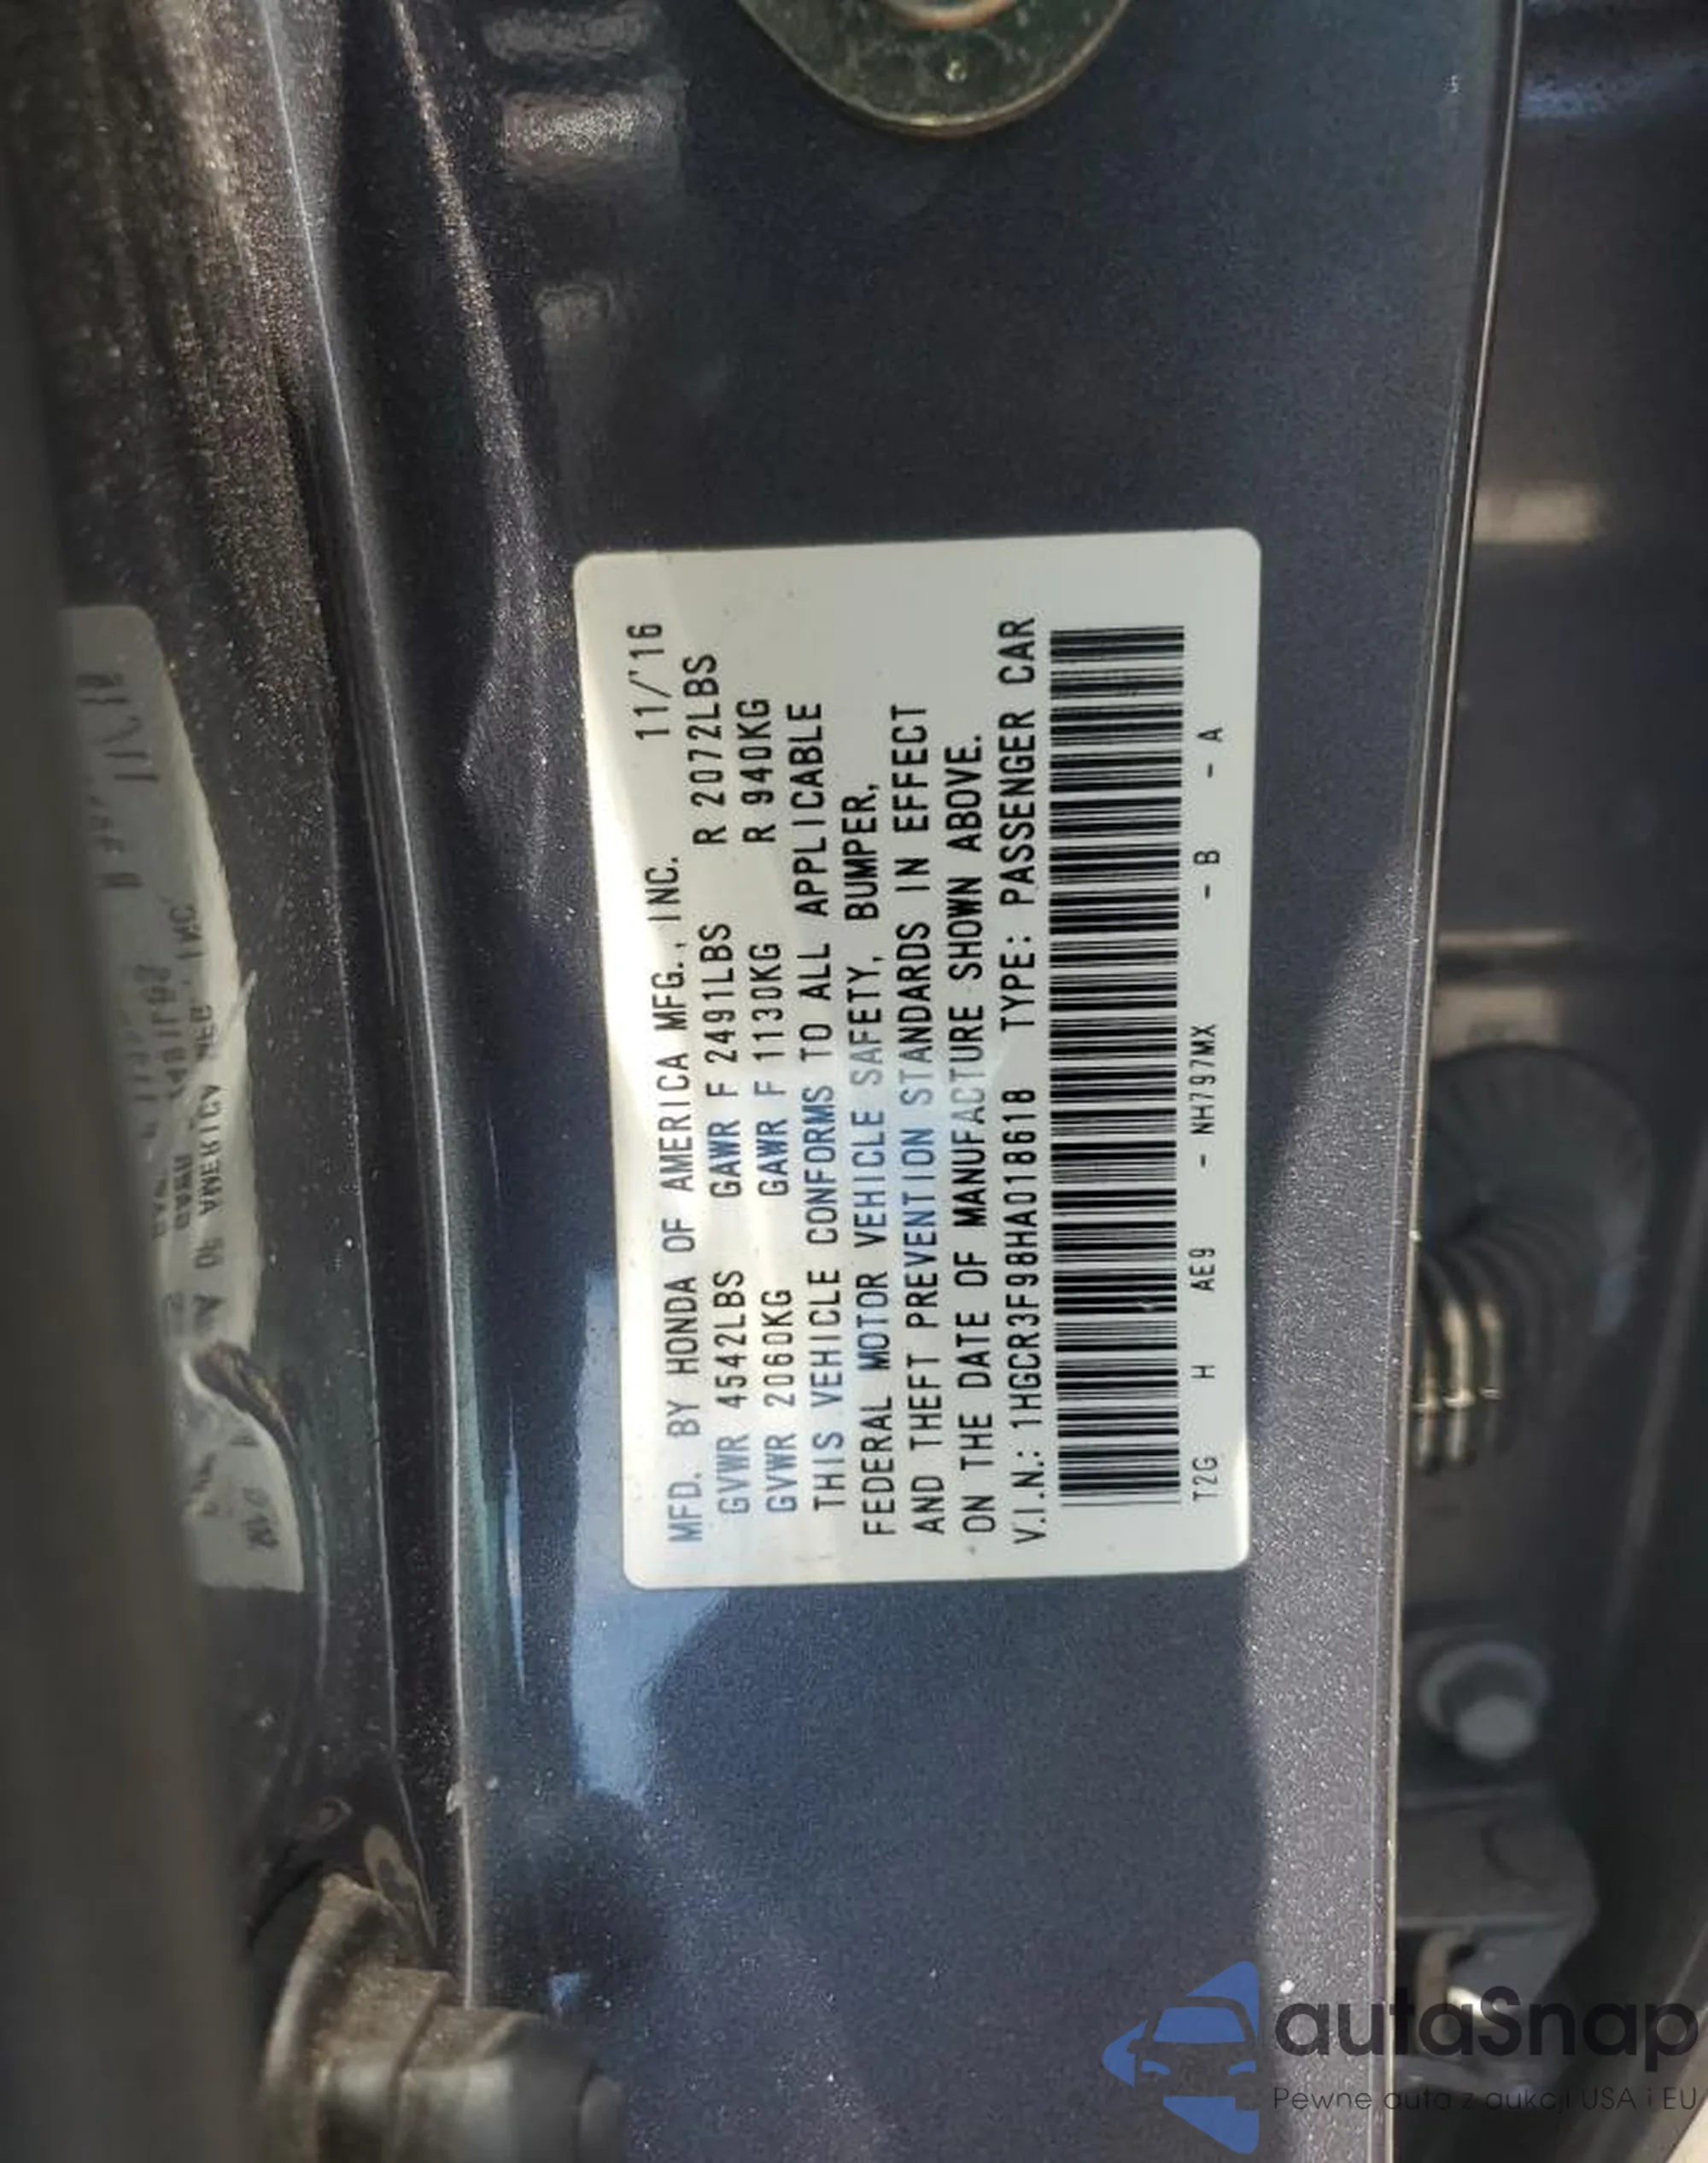 MFD. BY HONDA OF AMERICA MFG., INC. 11/'16
GVWR 4542LBS GAWR F 2491LBS R 2072LBS
GVWR 2060KG GAWR F 1130KG R 940KG
THIS VEHICLE CONFORMS TO ALL APPLICABLE
FEDERAL MOTOR VEHICLE SAFETY, BUMPER,
AND THEFT PREVENTION STANDARDS IN EFFECT
ON THE DATE OF MANUFACTURE SHOWN ABOVE.
V.I.N.: 1HGCR3F98HA018618 TYPE: PASSENGER CAR
T2G H AE9 - NH797MX - B - A
autaSnap
Pewne auta z aukcji USA i EU